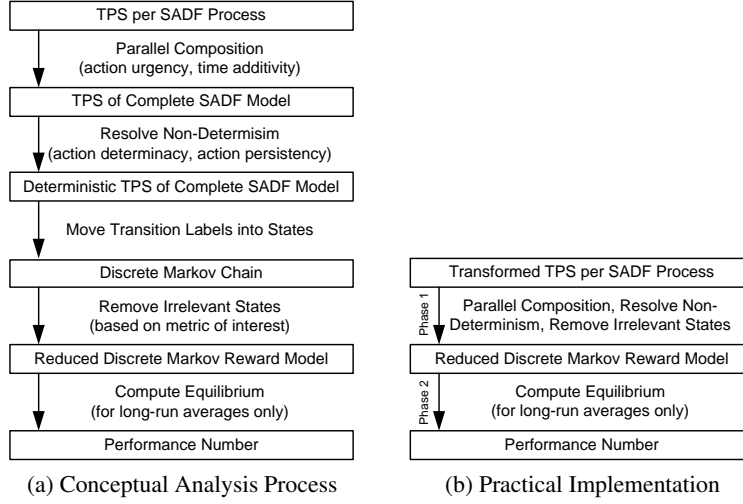 TPS per SADF Process
Parallel Composition
(action urgency, time additivity)
TPS of Complete SADF Model
Resolve Non-Determisim
(action determinacy, action persistency)
Deterministic TPS of Complete SADF Model
Move Transition Labels into States
Discrete Markov Chain
Remove Irrelevant States
(based on metric of interest)
Reduced Discrete Markov Reward Model
Compute Equilibrium
(for long-run averages only)
Performance Number
(a) Conceptual Analysis Process
Transformed TPS per SADF Process
Phase 1
Parallel Composition, Resolve Non-
Determinism, Remove Irrelevant States
Reduced Discrete Markov Reward Model
Phase 2
Compute Equilibrium
(for long-run averages only)
Performance Number
(b) Practical Implementation